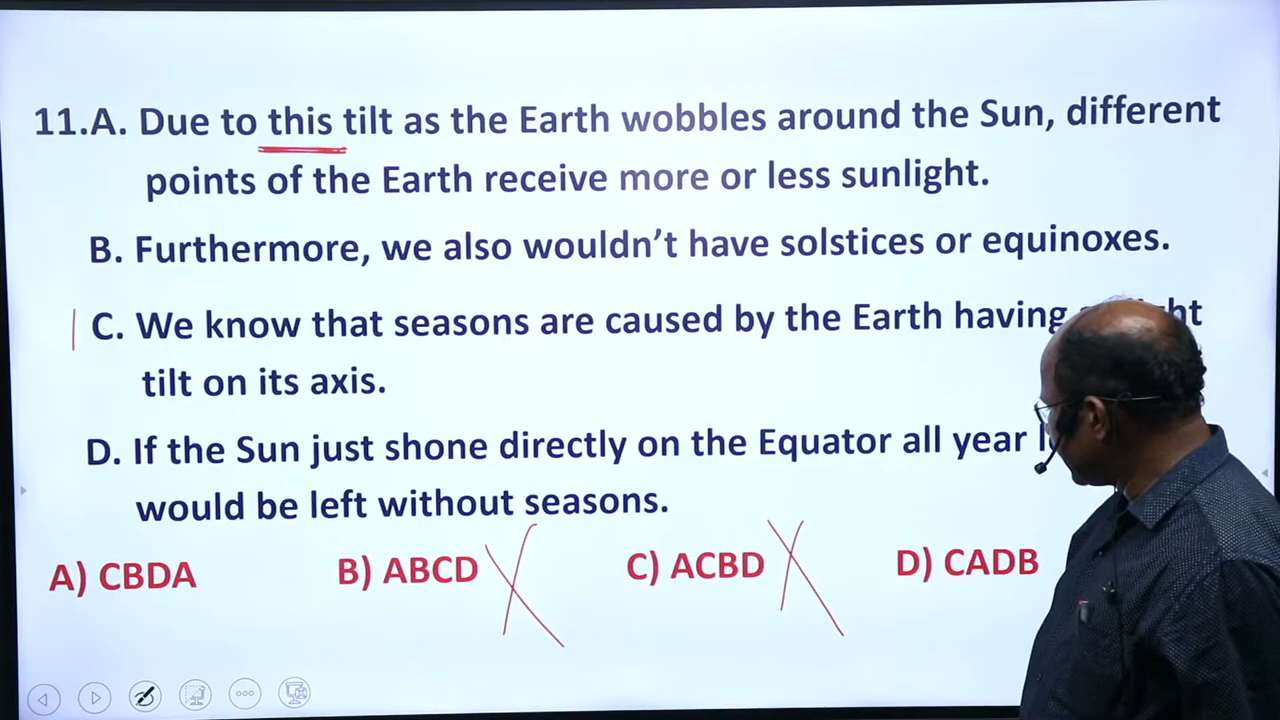 11.A. Due to this tilt as the Earth wobbles around the Sun, different
points of the Earth receive more or less sunlight.
B. Furthermore, we also wouldn't have solstices or equinoxes.
C. We know that seasons are caused by the Earth having
tilt on its axis.
D. If the Sun just shone directly on the Equator all year
would be left without seasons.
A) CBDA B) ABCD C) ACBD D) CADB